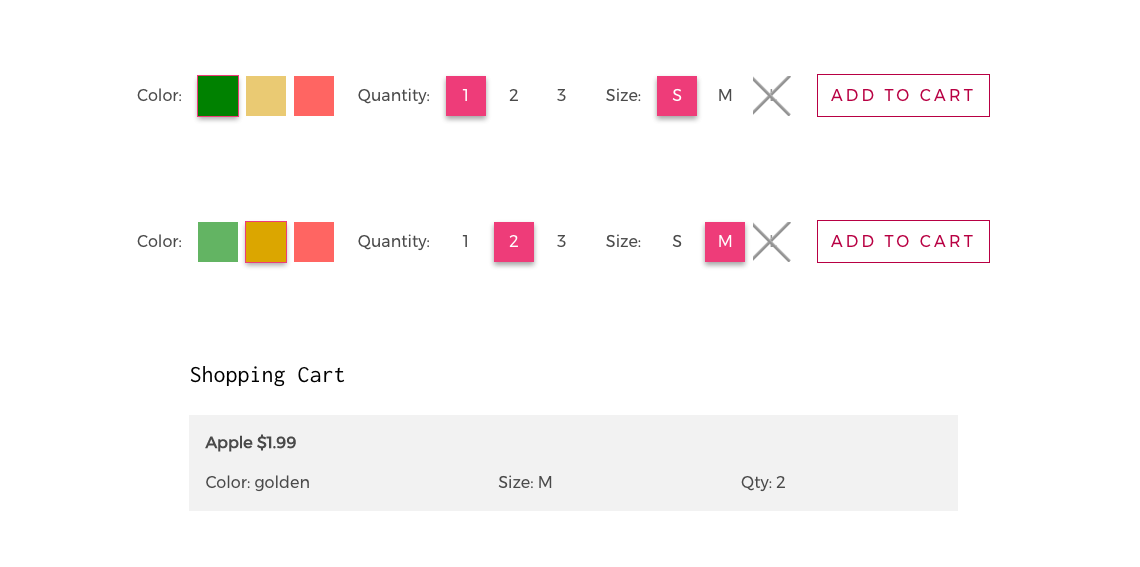 Color: Quantity: 1 2 3 Size: S M ADD TO CART
Color: Quantity: 1 2 3 Size: S M ADD TO CART
Shopping Cart
Apple $1.99
Color: golden Size: M Qty: 2